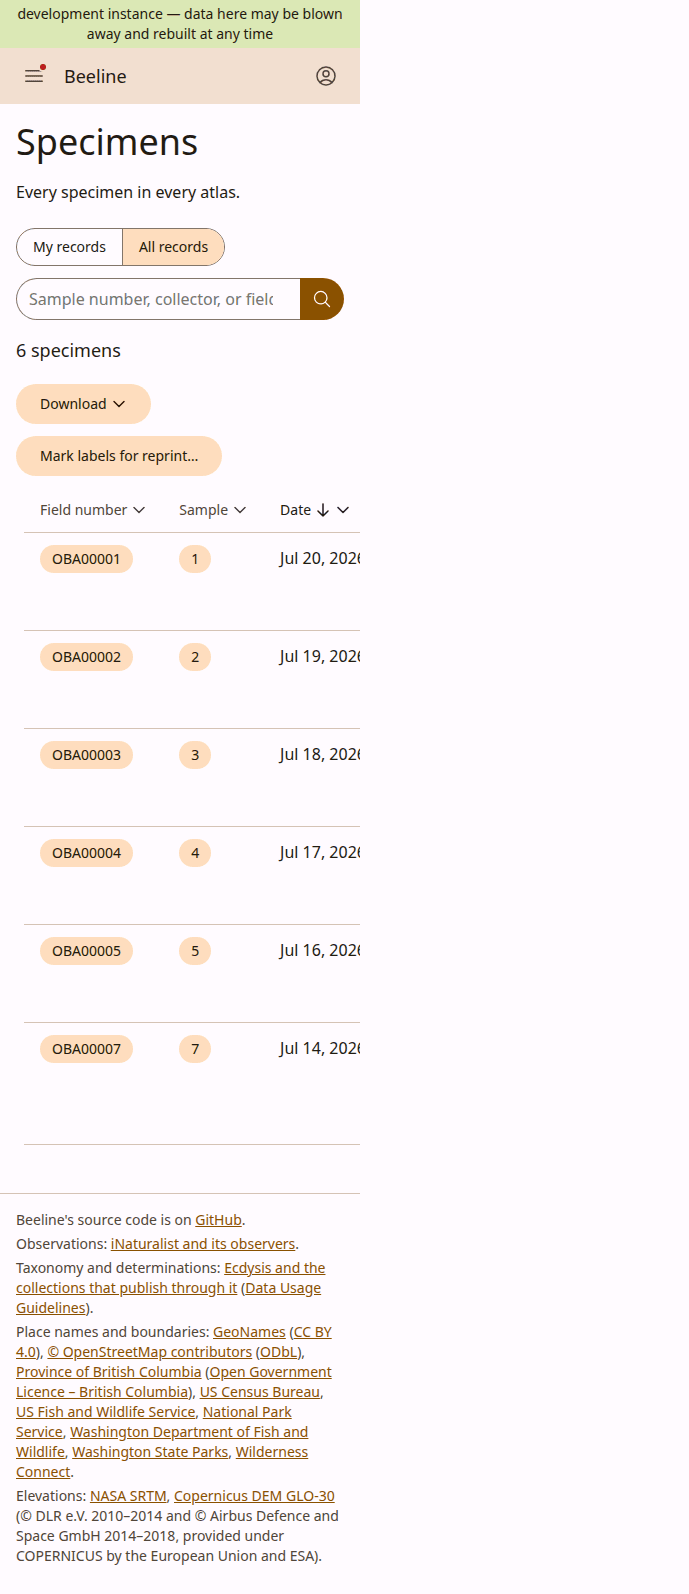 development instance — data here may be blown
away and rebuilt at any time
Beeline
Specimens
Every specimen in every atlas.
My records
All records
Sample number, collector, or field
6 specimens
Download
Mark labels for reprint...
Field number
Sample
Date
OBA00001
1
Jul 20, 2026
OBA00002
2
Jul 19, 2026
OBA00003
3
Jul 18, 2026
OBA00004
4
Jul 17, 2026
OBA00005
5
Jul 16, 2026
OBA00007
7
Jul 14, 2026
Beeline's source code is on GitHub.
Observations: iNaturalist and its observers.
Taxonomy and determinations: Ecdysis and the
collections that publish through it (Data Usage
Guidelines).
Place names and boundaries: GeoNames (CC BY
4.0), © OpenStreetMap contributors (ODbL),
Province of British Columbia (Open Government
Licence – British Columbia), US Census Bureau,
US Fish and Wildlife Service, National Park
Service, Washington Department of Fish and
Wildlife, Washington State Parks, Wilderness
Connect.
Elevations: NASA SRTM, Copernicus DEM GLO-30
(© DLR e.V. 2010–2014 and © Airbus Defence and
Space GmbH 2014–2018, provided under
COPERNICUS by the European Union and ESA).